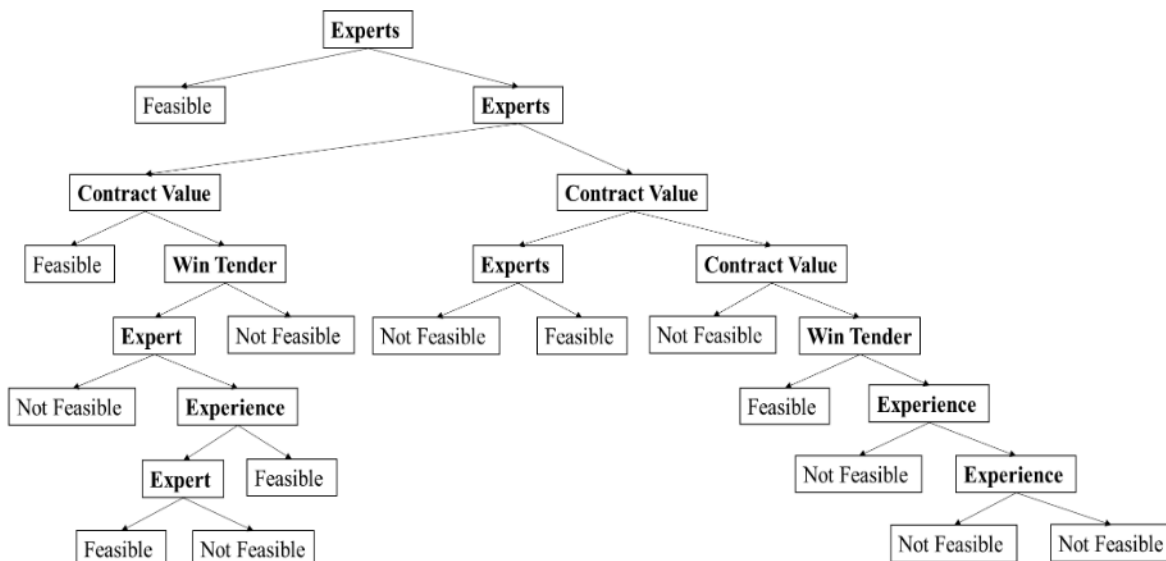 Experts
Feasible
Experts
Contract Value
Contract Value
Feasible
Win Tender
Experts
Contract Value
Expert
Not Feasible
Not Feasible
Feasible
Not Feasible
Win Tender
Not Feasible
Experience
Feasible
Experience
Expert
Feasible
Not Feasible
Experience
Feasible
Not Feasible
Not Feasible
Not Feasible